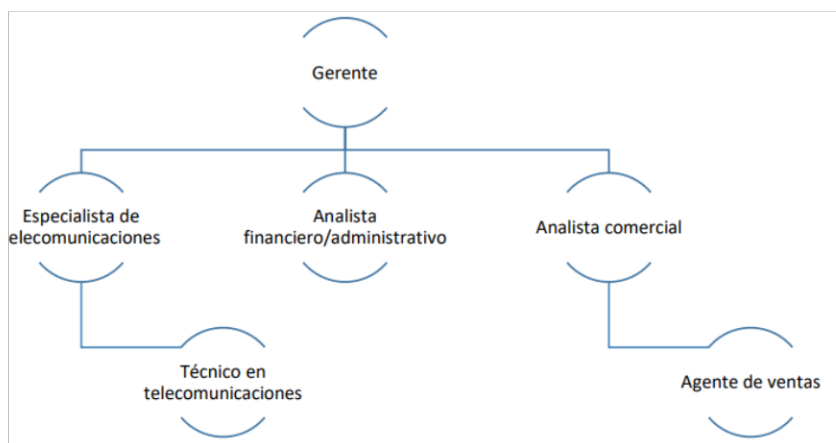 Gerente
Especialista de
elecomunicaciones
Analista
financiero/administrativo
Analista comercial
Técnico en
telecomunicaciones
Agente de ventas